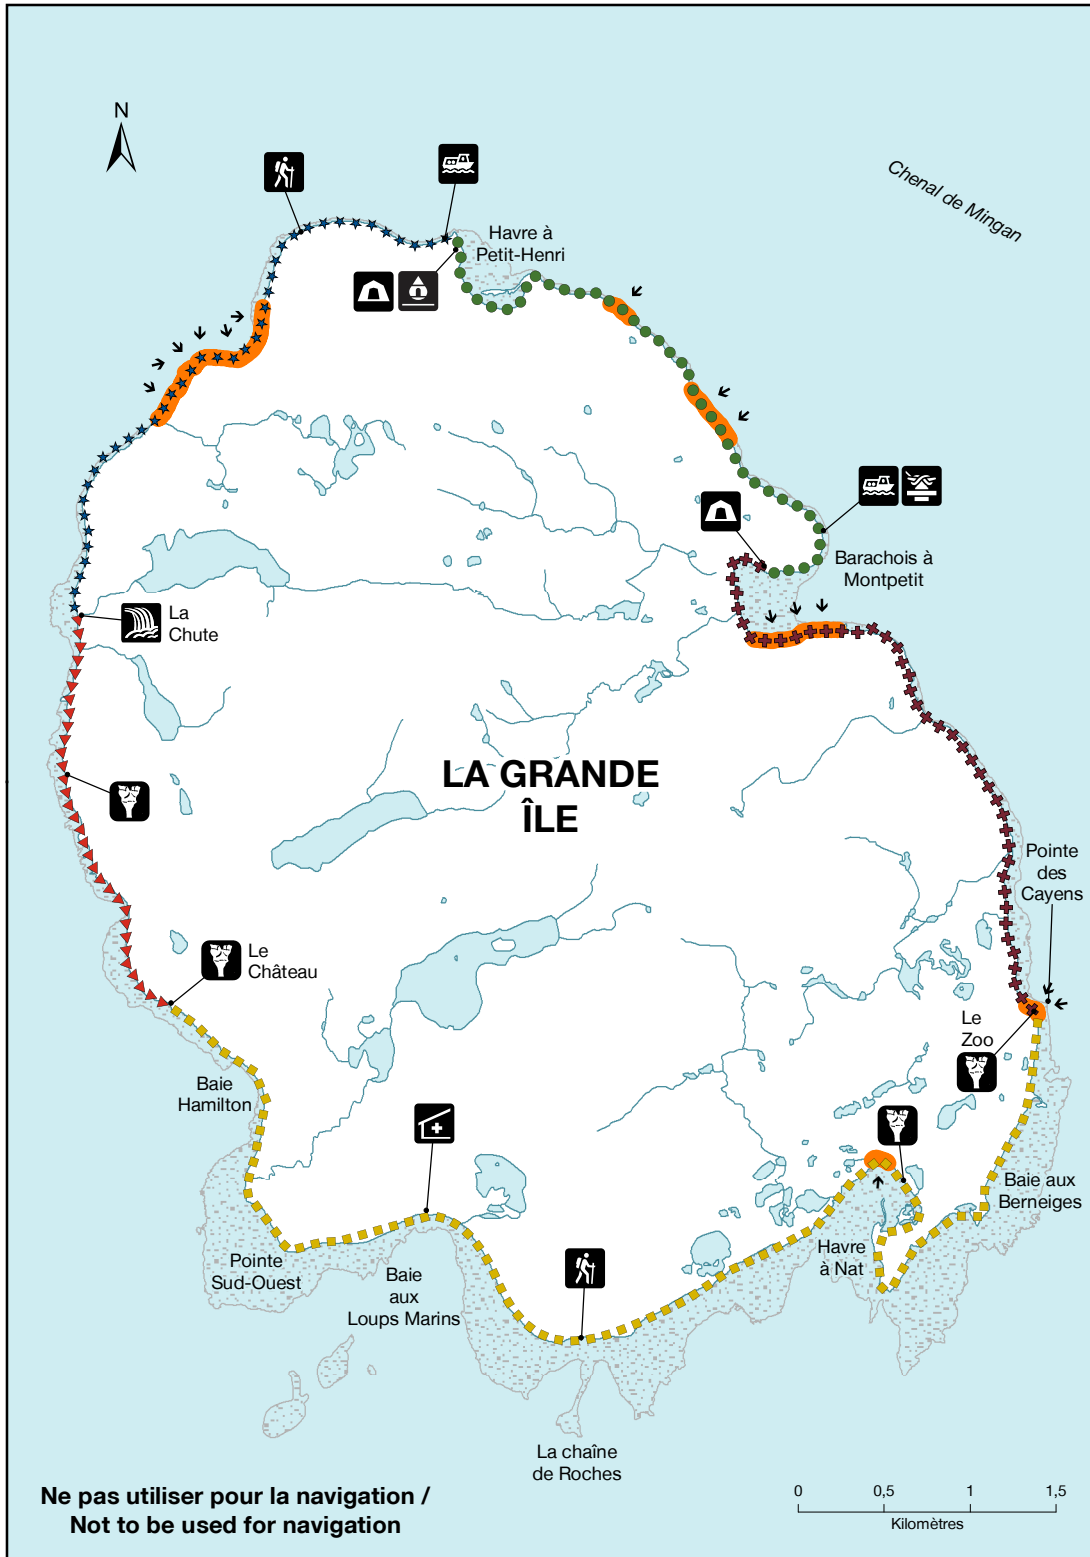 N
Chenal de Mingan
Havre à
Petit-Henri
Barachois à
Montpetit
La
Chute
LA GRANDE
ÎLE
Pointe
des
Cayens
Le
Château
Le
Zoo
Baie
Hamilton
Baie aux
Berneiges
Pointe
Sud-Ouest
Baie
aux
Loups Marins
Havre
à Nat
La chaîne
de Roches
Ne pas utiliser pour la navigation /
Not to be used for navigation
0 0,5 1 1,5
Kilomètres